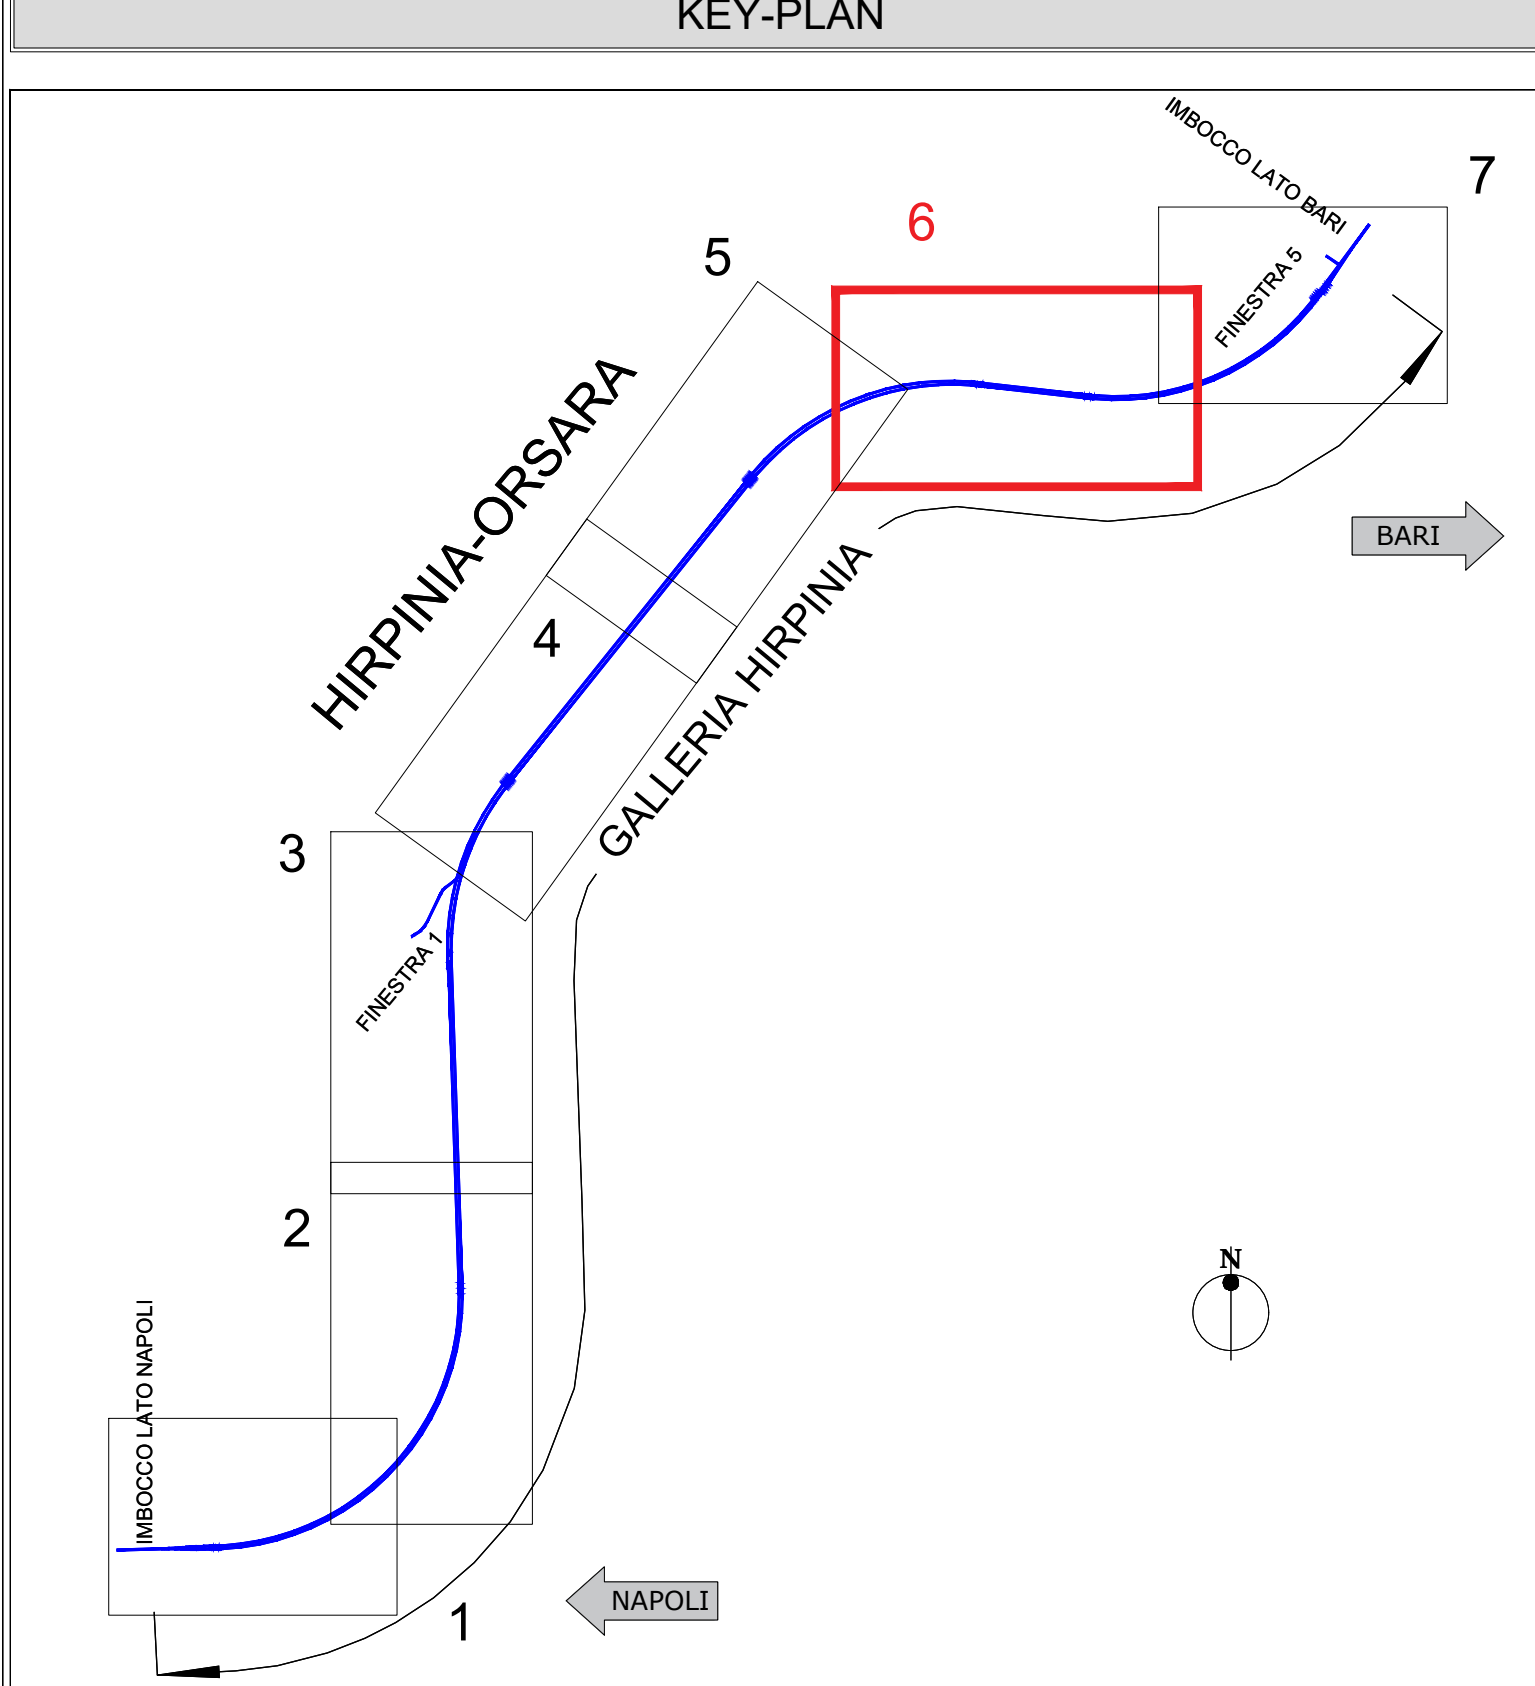 KEY-PLAN
IMBOCCO LATO BARI
7
6
5
FINESTRA 5
HIRPINIA-ORSARA
BARI
4
GALLERIA HIRPINIA
3
FINESTRA 1
2
N
IMBOCCO LATO NAPOLI
NAPOLI
1